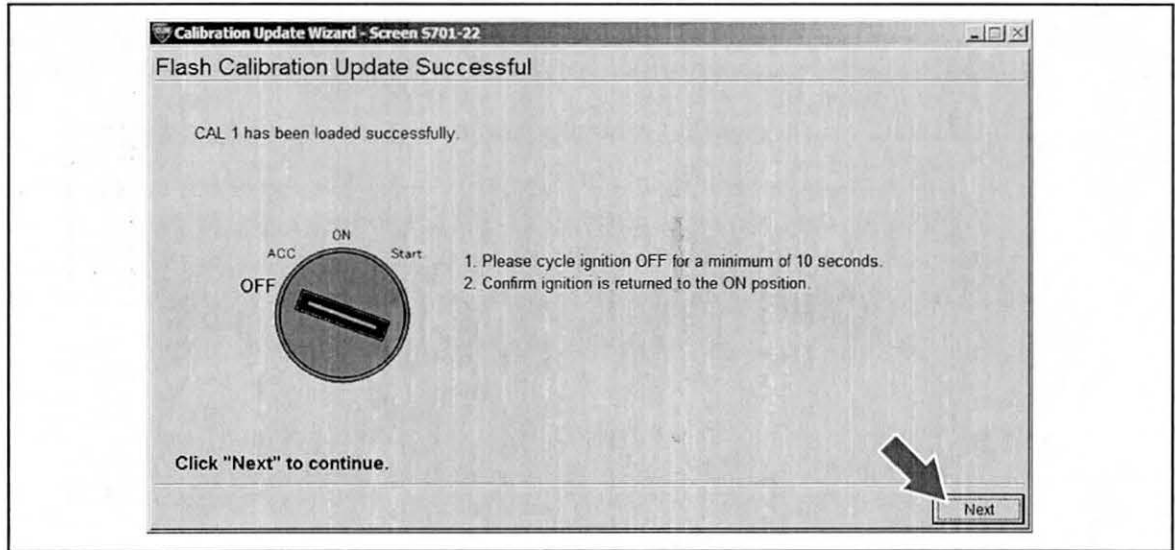 Calibration Update Wizard - Screen S701-22
Flash Calibration Update Successful
CAL 1 has been loaded successfully.
ON
ACC
Start
OFF
1. Please cycle ignition OFF for a minimum of 10 seconds.
2. Confirm ignition is returned to the ON position.
Click "Next" to continue.
Next